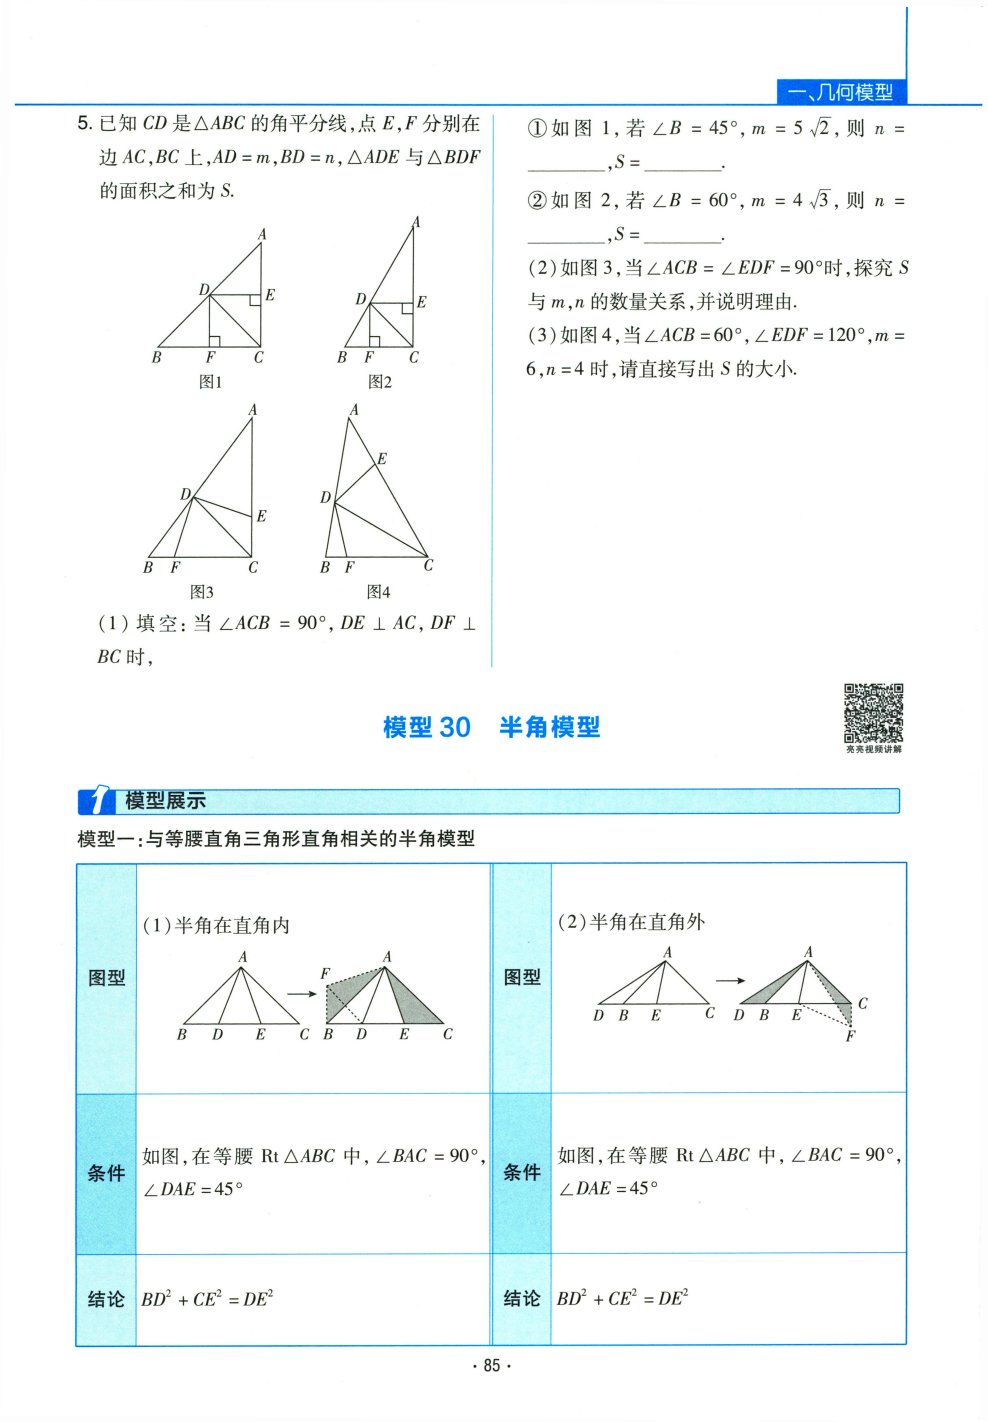 一、几何模型
5. 已知 CD 是△ABC 的角平分线,点 E,F 分别在
边 AC,BC 上,AD = m,BD = n,△ADE 与△BDF
的面积之和为 S.
A
D
E
B
F
C
图1
A
D
E
B
F
C
图2
A
D
E
B
F
C
图3
A
E
D
B
F
C
图4
(1) 填空: 当 ∠ACB = 90°, DE ⊥ AC, DF ⊥
BC 时,
①如图 1, 若 ∠B = 45°, m = 5√2, 则 n =
________,S = ________.
②如图 2, 若 ∠B = 60°, m = 4√3, 则 n =
________,S = ________.
(2)如图 3,当∠ACB = ∠EDF = 90°时,探究 S
与 m,n 的数量关系,并说明理由.
(3)如图 4,当∠ACB = 60°,∠EDF = 120°,m =
6,n = 4 时,请直接写出 S 的大小.
模型 30 半角模型
亮亮视频讲解
1 模型展示
模型一:与等腰直角三角形直角相关的半角模型
图型
(1)半角在直角内
A
B D E C
F
A
B D E C
图型
(2)半角在直角外
A
D B E C
A
D B E C
F
条件
如图,在等腰 Rt△ABC 中,∠BAC = 90°,
∠DAE = 45°
条件
如图,在等腰 Rt△ABC 中,∠BAC = 90°,
∠DAE = 45°
结论
BD² + CE² = DE²
结论
BD² + CE² = DE²
· 85 ·